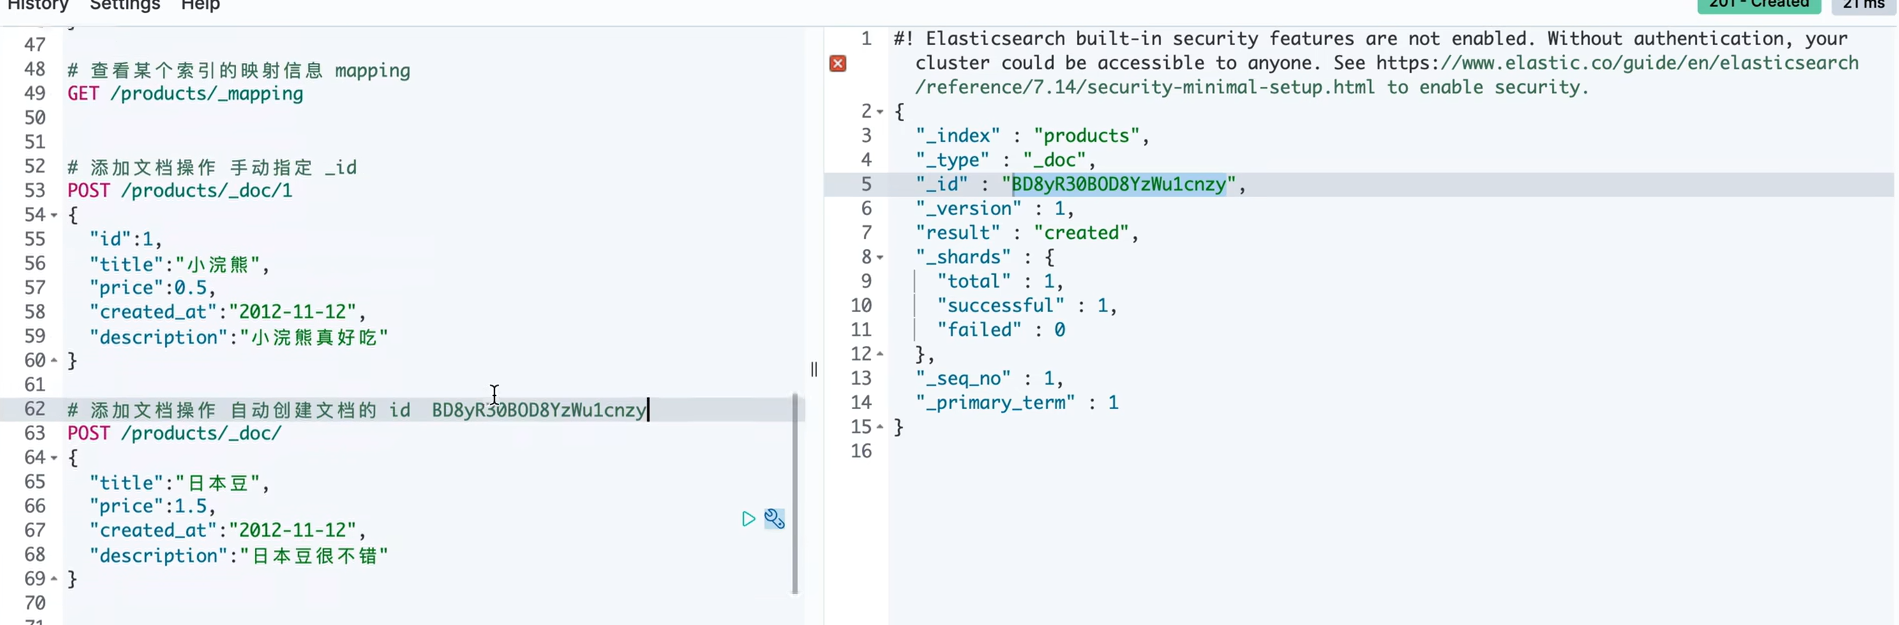 History Settings Help
201 - Created 21 ms
47
48 # 查看某个索引的映射信息 mapping
49 GET /products/_mapping
50
51
52 # 添加文档操作 手动指定 _id
53 POST /products/_doc/1
54 {
55 "id":1,
56 "title":"小浣熊",
57 "price":0.5,
58 "created_at":"2012-11-12",
59 "description":"小浣熊真好吃"
60 }
61
62 # 添加文档操作 自动创建文档的 id BD8yR30BOD8YzWu1cnzy
63 POST /products/_doc/
64 {
65 "title":"日本豆",
66 "price":1.5,
67 "created_at":"2012-11-12",
68 "description":"日本豆很不错"
69 }
70
71
1 #! Elasticsearch built-in security features are not enabled. Without authentication, your
cluster could be accessible to anyone. See https://www.elastic.co/guide/en/elasticsearch
/reference/7.14/security-minimal-setup.html to enable security.
2 {
3 "_index" : "products",
4 "_type" : "_doc",
5 "_id" : "BD8yR30BOD8YzWu1cnzy",
6 "_version" : 1,
7 "result" : "created",
8 "_shards" : {
9 "total" : 1,
10 "successful" : 1,
11 "failed" : 0
12 },
13 "_seq_no" : 1,
14 "_primary_term" : 1
15 }
16